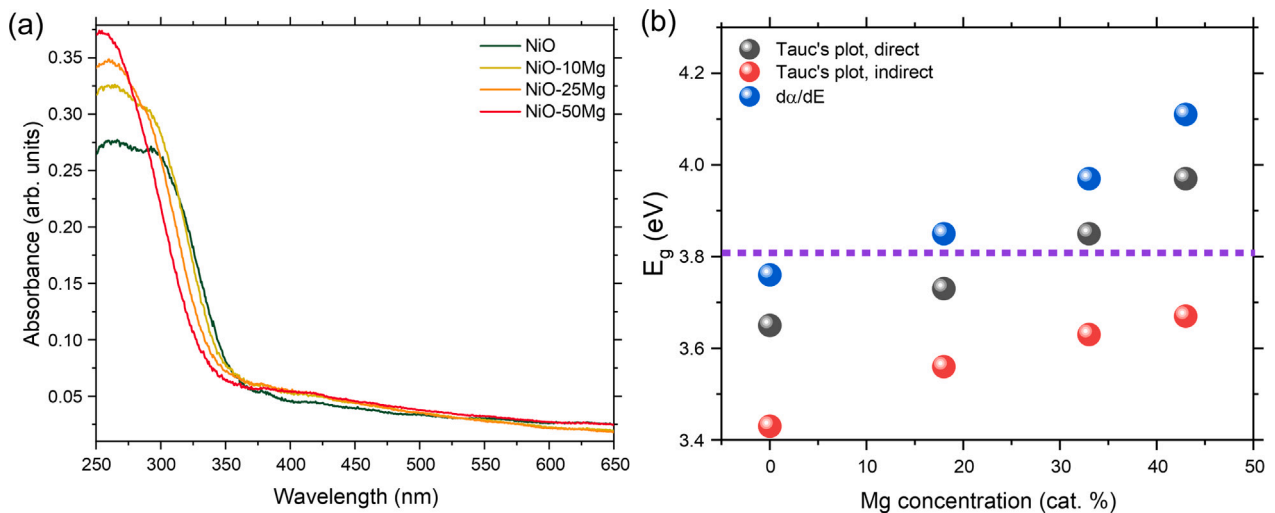 (a)
NiO
NiO-10Mg
NiO-25Mg
NiO-50Mg
0.35
0.30
0.25
0.20
0.15
0.10
0.05
Absorbance (arb. units)
250 300 350 400 450 500 550 600 650
Wavelength (nm)
(b)
Tauc's plot, direct
Tauc's plot, indirect
dα/dE
4.2
4.0
3.8
3.6
3.4
Eg (eV)
0 10 20 30 40 50
Mg concentration (cat. %)